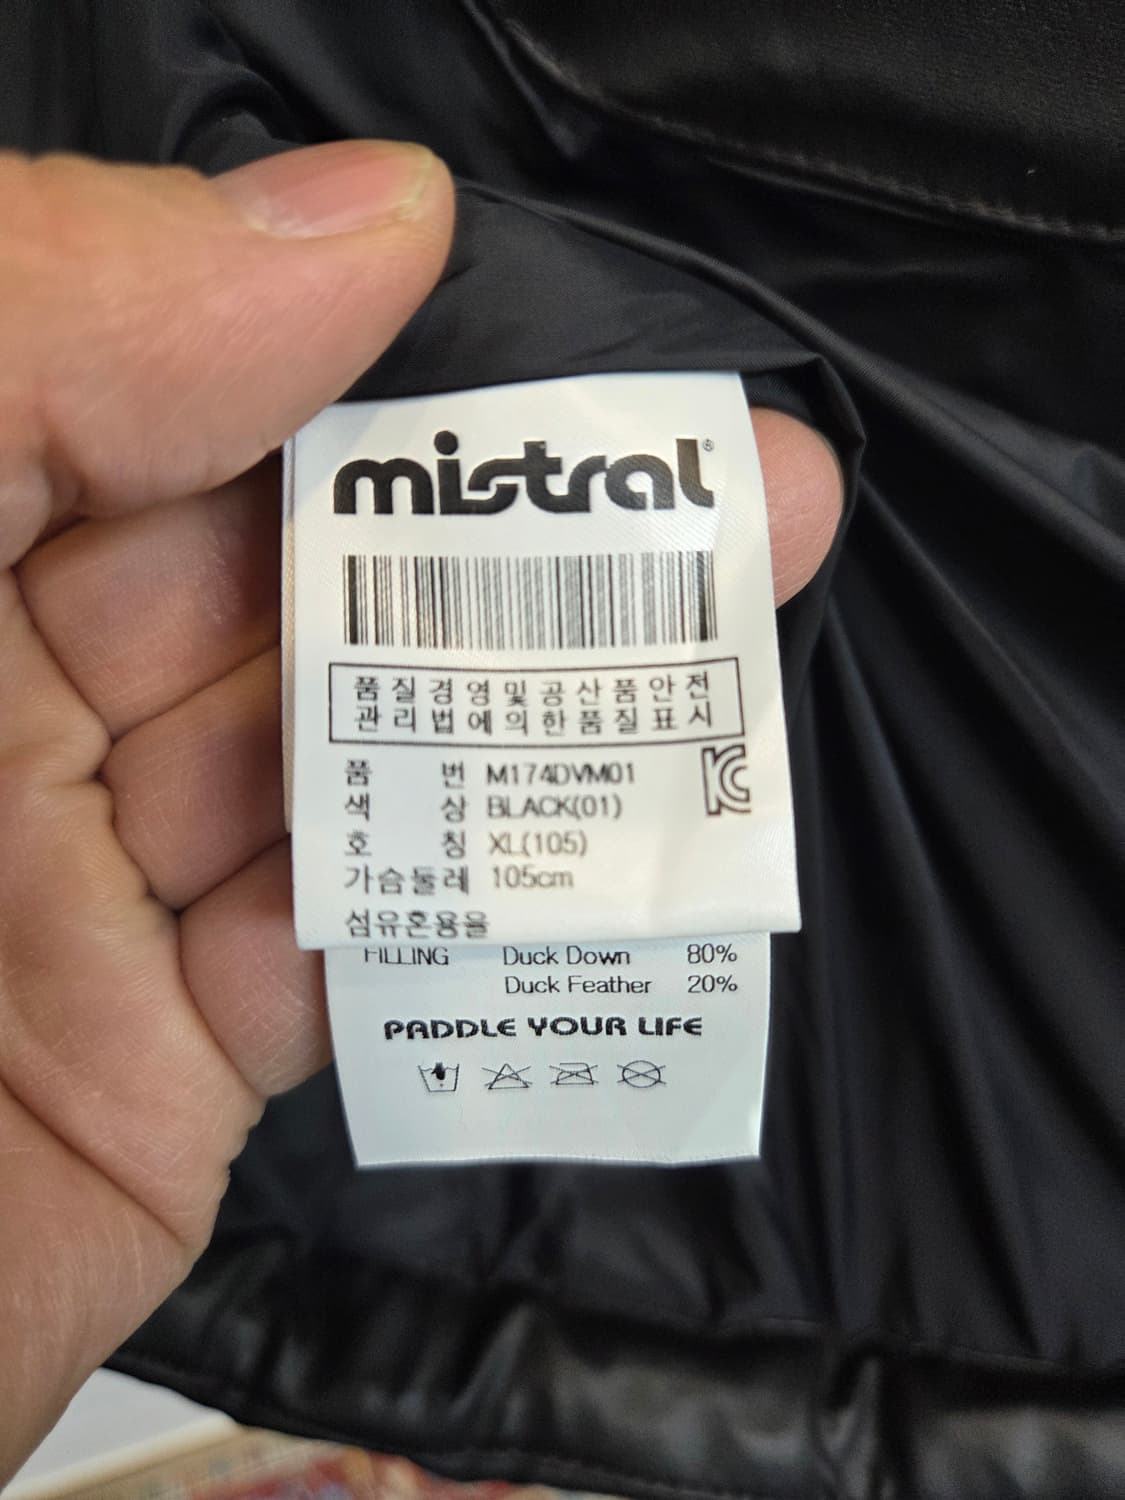 mistral®
품질경영및공산품안전
관리법에의한품질표시
품 번 M174DVM01
색 상 BLACK(01)
호 칭 XL(105)
가슴둘레 105cm
섬유혼용율
FILLING Duck Down 80%
Duck Feather 20%
PADDLE YOUR LIFE